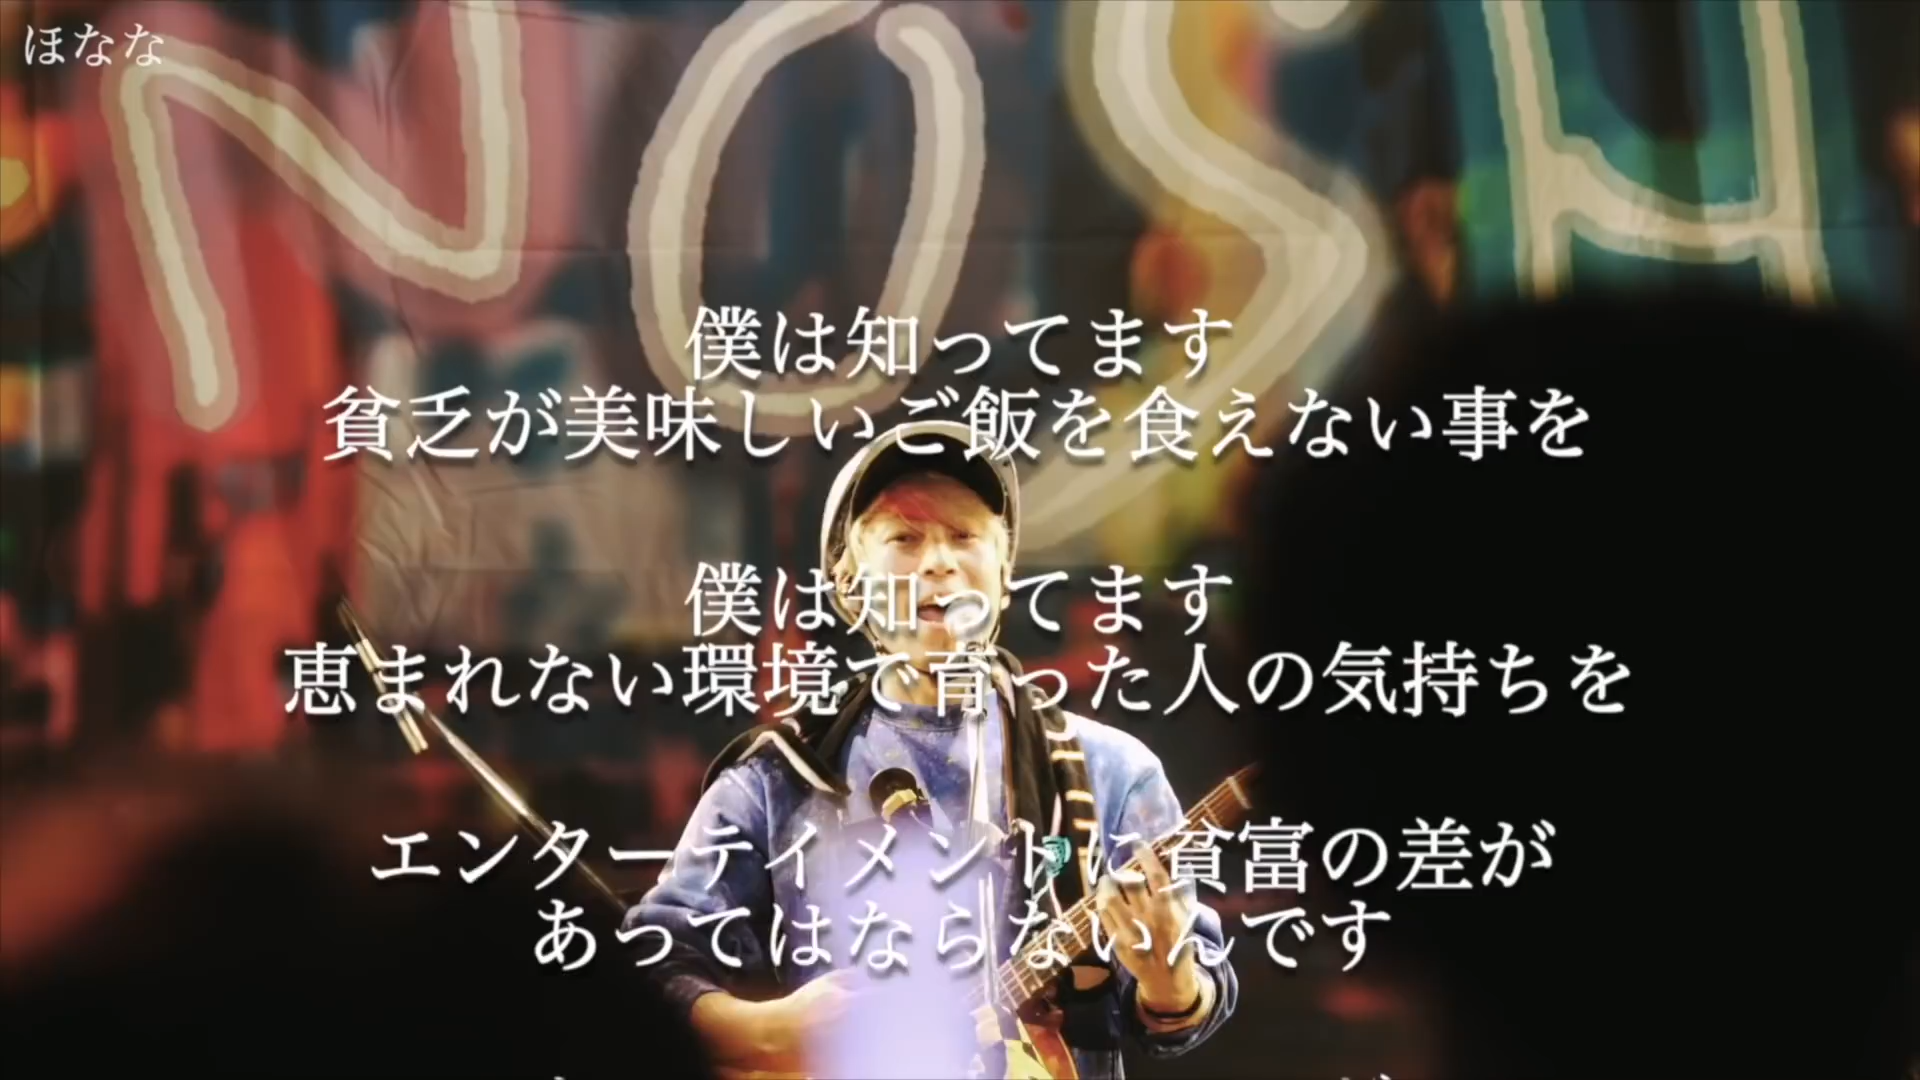 ほなな
NOSH
僕は知ってます
貧乏が美味しいご飯を食えない事を
僕は知ってます
恵まれない環境で育った人の気持ちを
エンターテイメントに貧富の差が
あってはならないんです